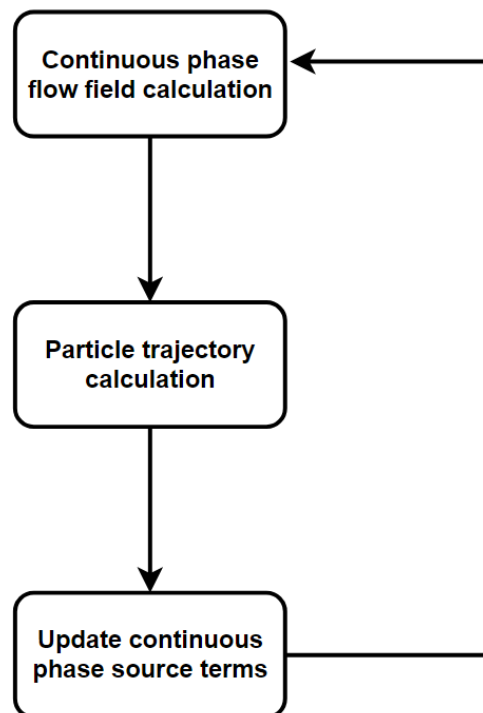 Continuous phase
flow field calculation
Particle trajectory
calculation
Update continuous
phase source terms